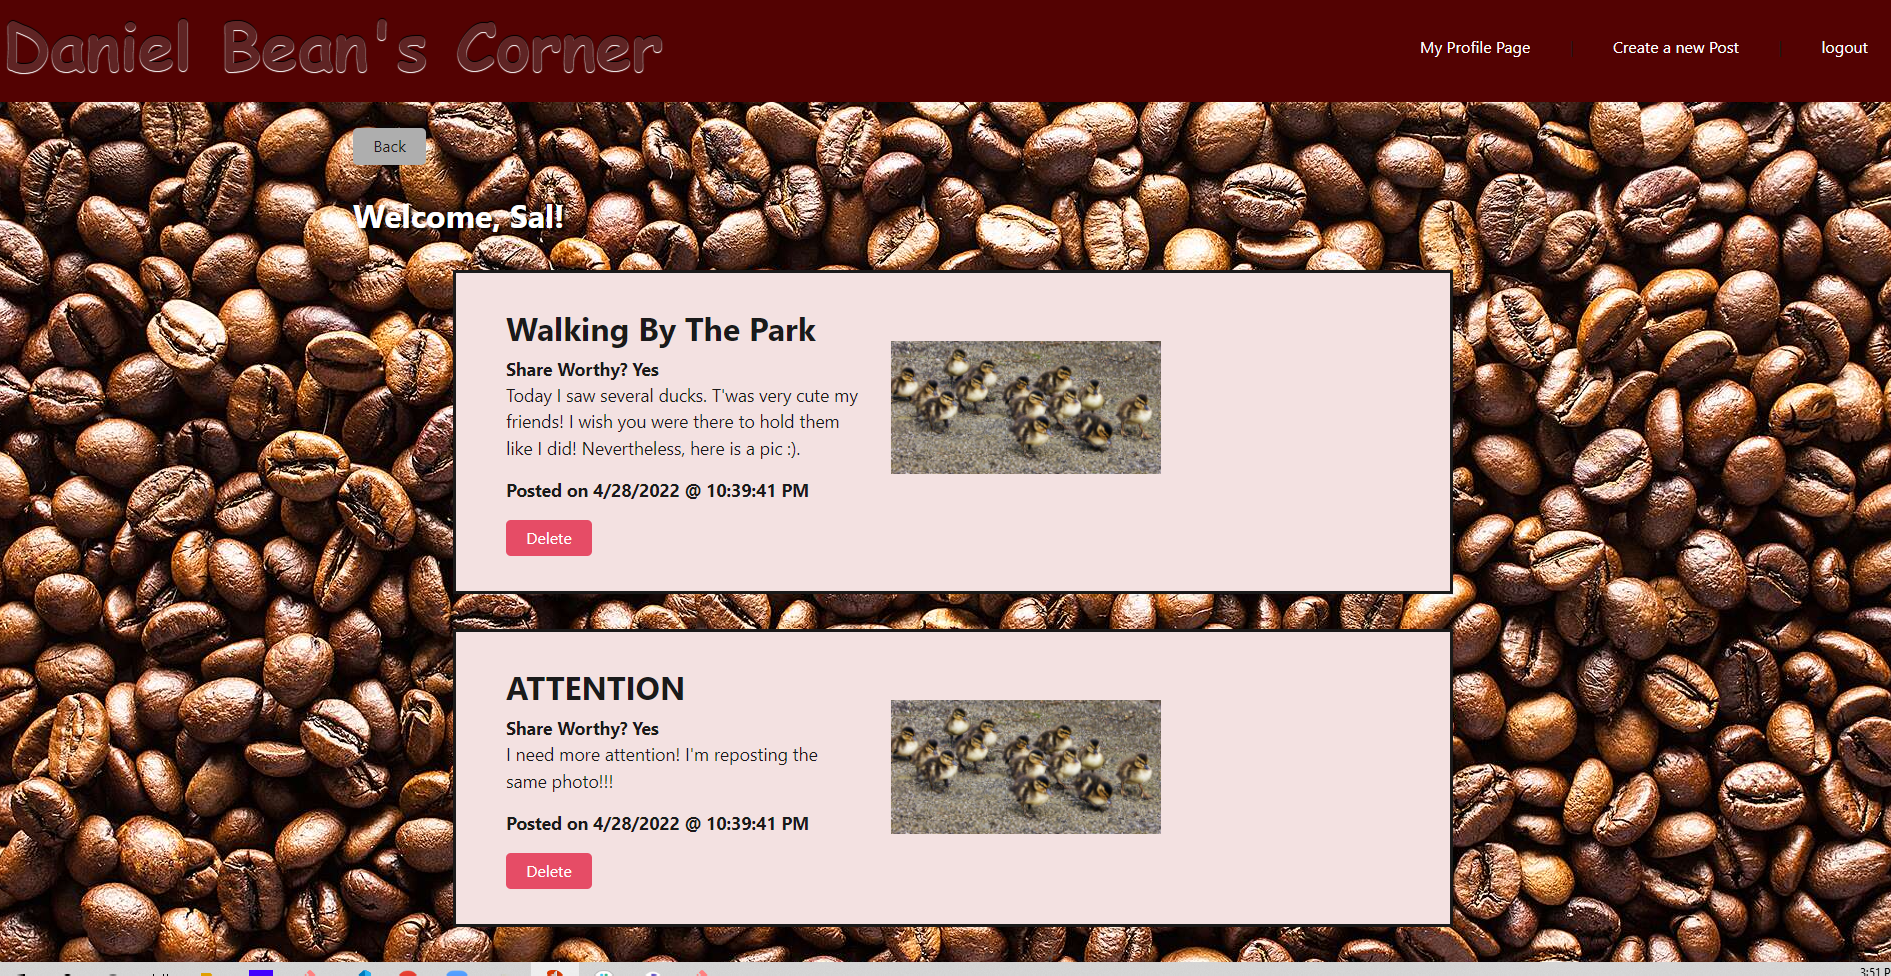 Daniel Bean's Corner
My Profile Page
Create a new Post
logout
Back
Welcome, Sal!
Walking By The Park
Share Worthy? Yes
Today I saw several ducks. T'was very cute my
friends! I wish you were there to hold them
like I did! Nevertheless, here is a pic :).
Posted on 4/28/2022 @ 10:39:41 PM
Delete
ATTENTION
Share Worthy? Yes
I need more attention! I'm reposting the
same photo!!!
Posted on 4/28/2022 @ 10:39:41 PM
Delete